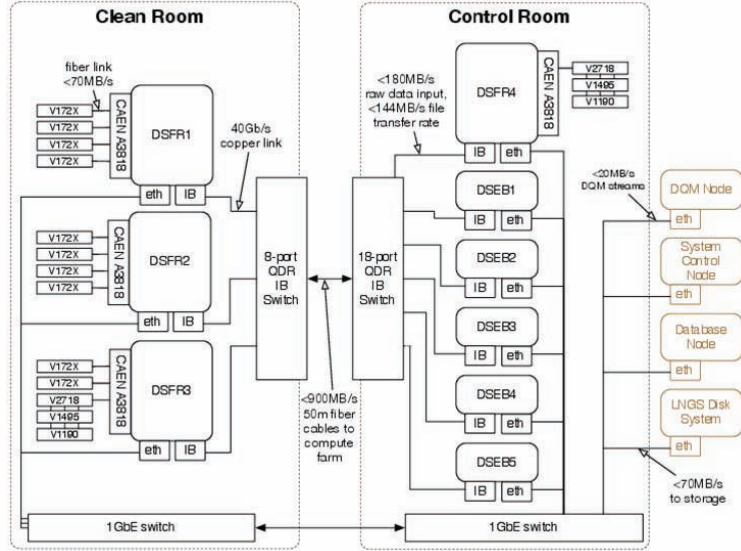 Clean Room
fiber link
<70MB/s
V172X
V172X
V172X
V172X
CAEN A3818
DSFR1
eth
IB
40Gb/s
copper link
V172X
V172X
V172X
V172X
CAEN A3818
DSFR2
eth
IB
V172X
V172X
V2718
V1495
V1190
CAEN A3818
DSFR3
eth
IB
8-port
QDR
IB
Switch
<900MB/s
50m fiber
cables to
compute
farm
1GbE switch
Control Room
<180MB/s
raw data input,
<144MB/s file
transfer rate
DSFR4
CAEN A3818
V2718
V1495
V1190
IB
eth
18-port
QDR
IB
Switch
DSEB1
IB
eth
DSEB2
IB
eth
DSEB3
IB
eth
DSEB4
IB
eth
DSEB5
IB
eth
1GbE switch
<20MB/s
DQM streams
DQM Node
eth
System
Control
Node
eth
Database
Node
eth
LNGS Disk
System
eth
<70MB/s
to storage